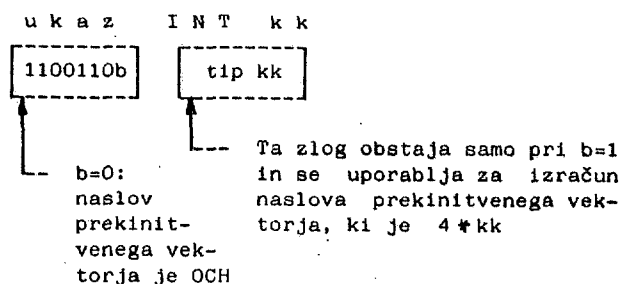 u k a z     I N T   k k
1100110b     tip kk
Ta zlog obstaja samo pri b=1
b=0:     in se uporablja za izračun
naslov     naslova prekinitvenega vek-
prekinit-     torja, ki je 4 * kk
venega vek-
torja je OCH